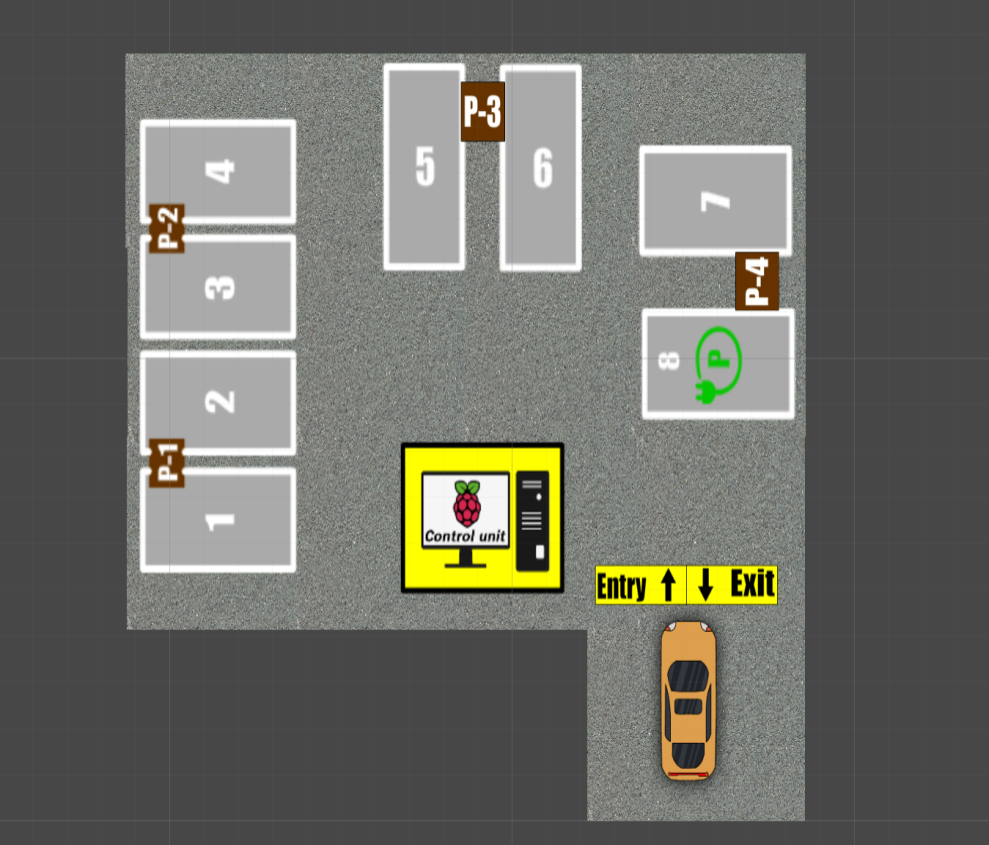 P-3
4
5
6
7
P-2
3
P-4
8
P
2
P-1
1
Control unit
Entry ↑ ↓ Exit